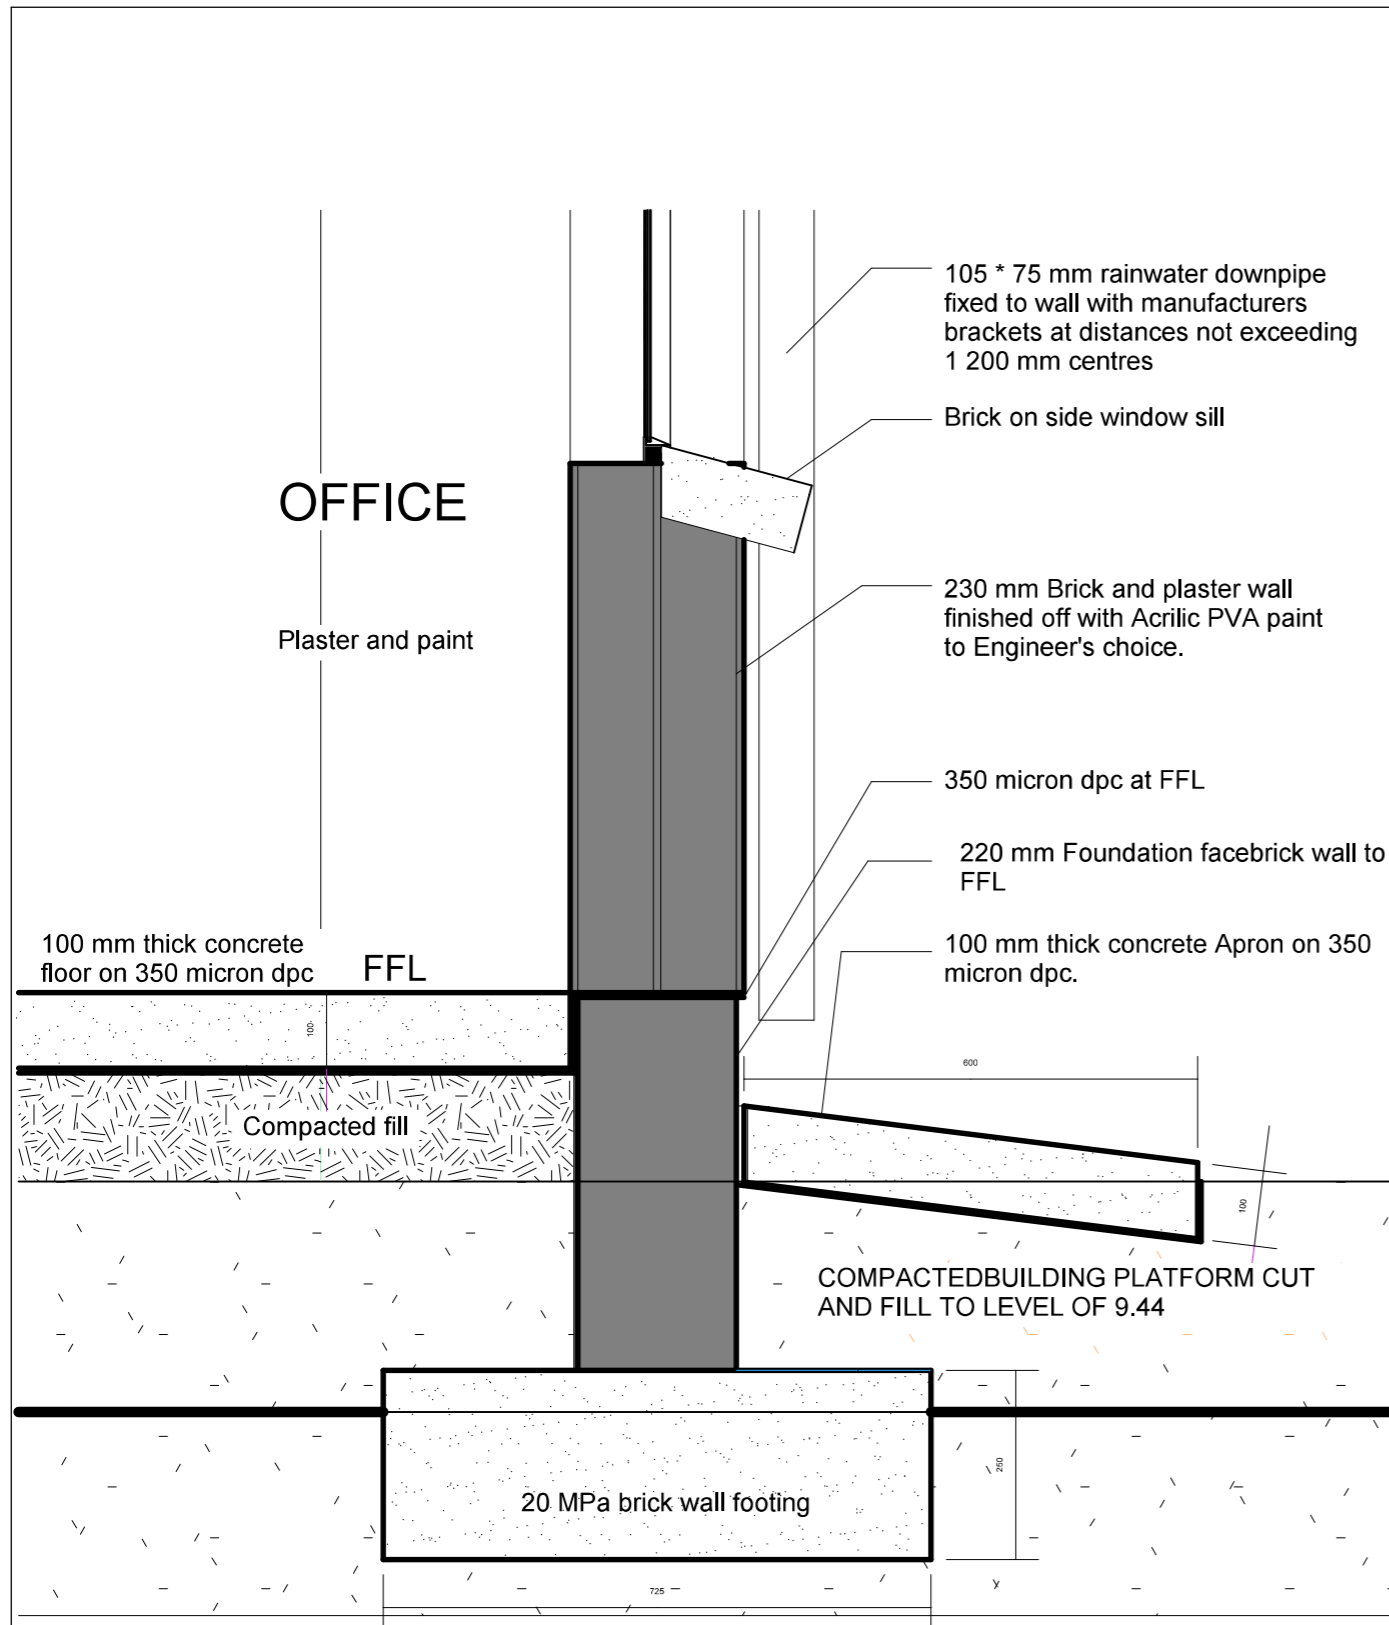 105 * 75 mm rainwater downpipe
fixed to wall with manufacturers
brackets at distances not exceeding
1 200 mm centres
Brick on side window sill
OFFICE
230 mm Brick and plaster wall
finished off with Acrilic PVA paint
to Engineer's choice.
Plaster and paint
350 micron dpc at FFL
220 mm Foundation facebrick wall to
FFL
100 mm thick concrete
floor on 350 micron dpc
FFL
100 mm thick concrete Apron on 350
micron dpc.
100
600
Compacted fill
100
COMPACTEDBUILDING PLATFORM CUT
AND FILL TO LEVEL OF 9.44
250
20 MPa brick wall footing
725